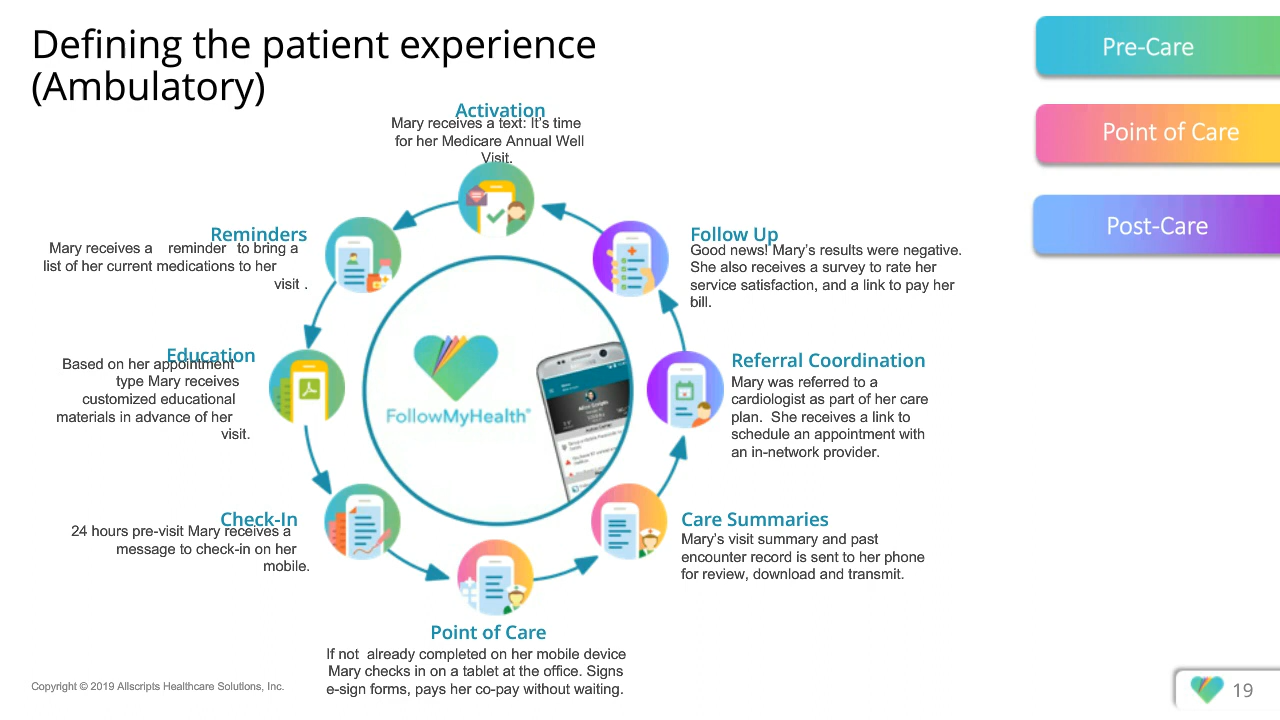 Defining the patient experience
(Ambulatory)
Pre-Care
Point of Care
Post-Care
Activation
Mary receives a text: It's time
for her Medicare Annual Well
Visit.
Reminders
Mary receives a reminder to bring a
list of her current medications to her
visit .
Education
Based on her appointment
type Mary receives
customized educational
materials in advance of her
visit.
Check-In
24 hours pre-visit Mary receives a
message to check-in on her
mobile.
Point of Care
If not already completed on her mobile device
Mary checks in on a tablet at the office. Signs
e-sign forms, pays her co-pay without waiting.
Care Summaries
Mary's visit summary and past
encounter record is sent to her phone
for review, download and transmit.
Referral Coordination
Mary was referred to a
cardiologist as part of her care
plan. She receives a link to
schedule an appointment with
an in-network provider.
Follow Up
Good news! Mary's results were negative.
She also receives a survey to rate her
service satisfaction, and a link to pay her
bill.
FollowMyHealth®
Copyright © 2019 Allscripts Healthcare Solutions, Inc.
19